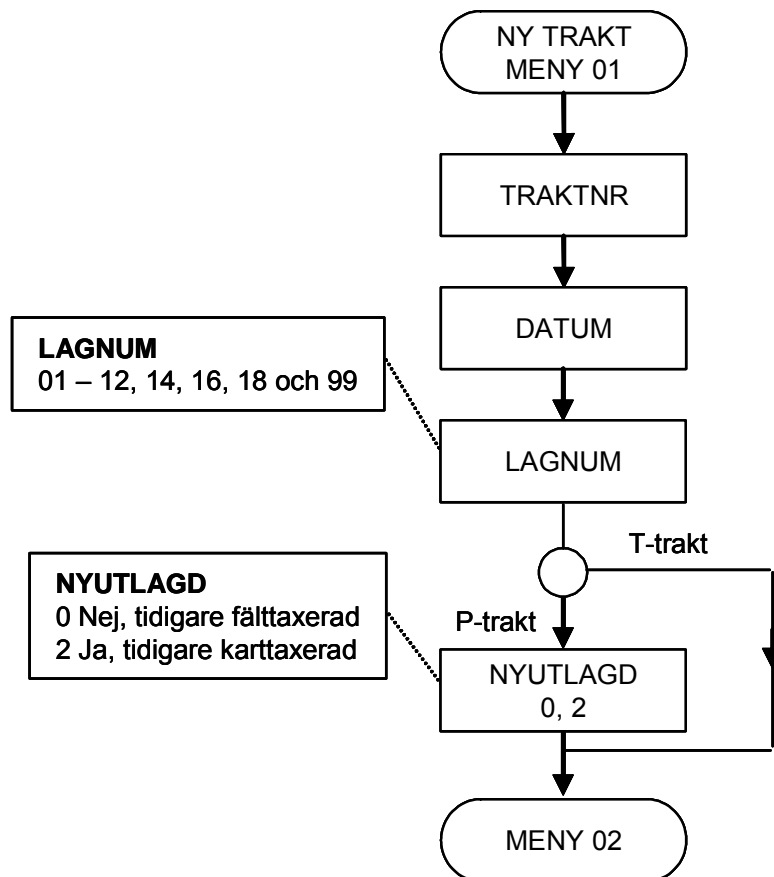 NY TRAKT
MENY 01
TRAKTNR
DATUM
LAGNUM
01 – 12, 14, 16, 18 och 99
LAGNUM
T-trakt
P-trakt
NYUTLAGD
0 Nej, tidigare fälttaxerad
2 Ja, tidigare karttaxerad
NYUTLAGD
0, 2
MENY 02